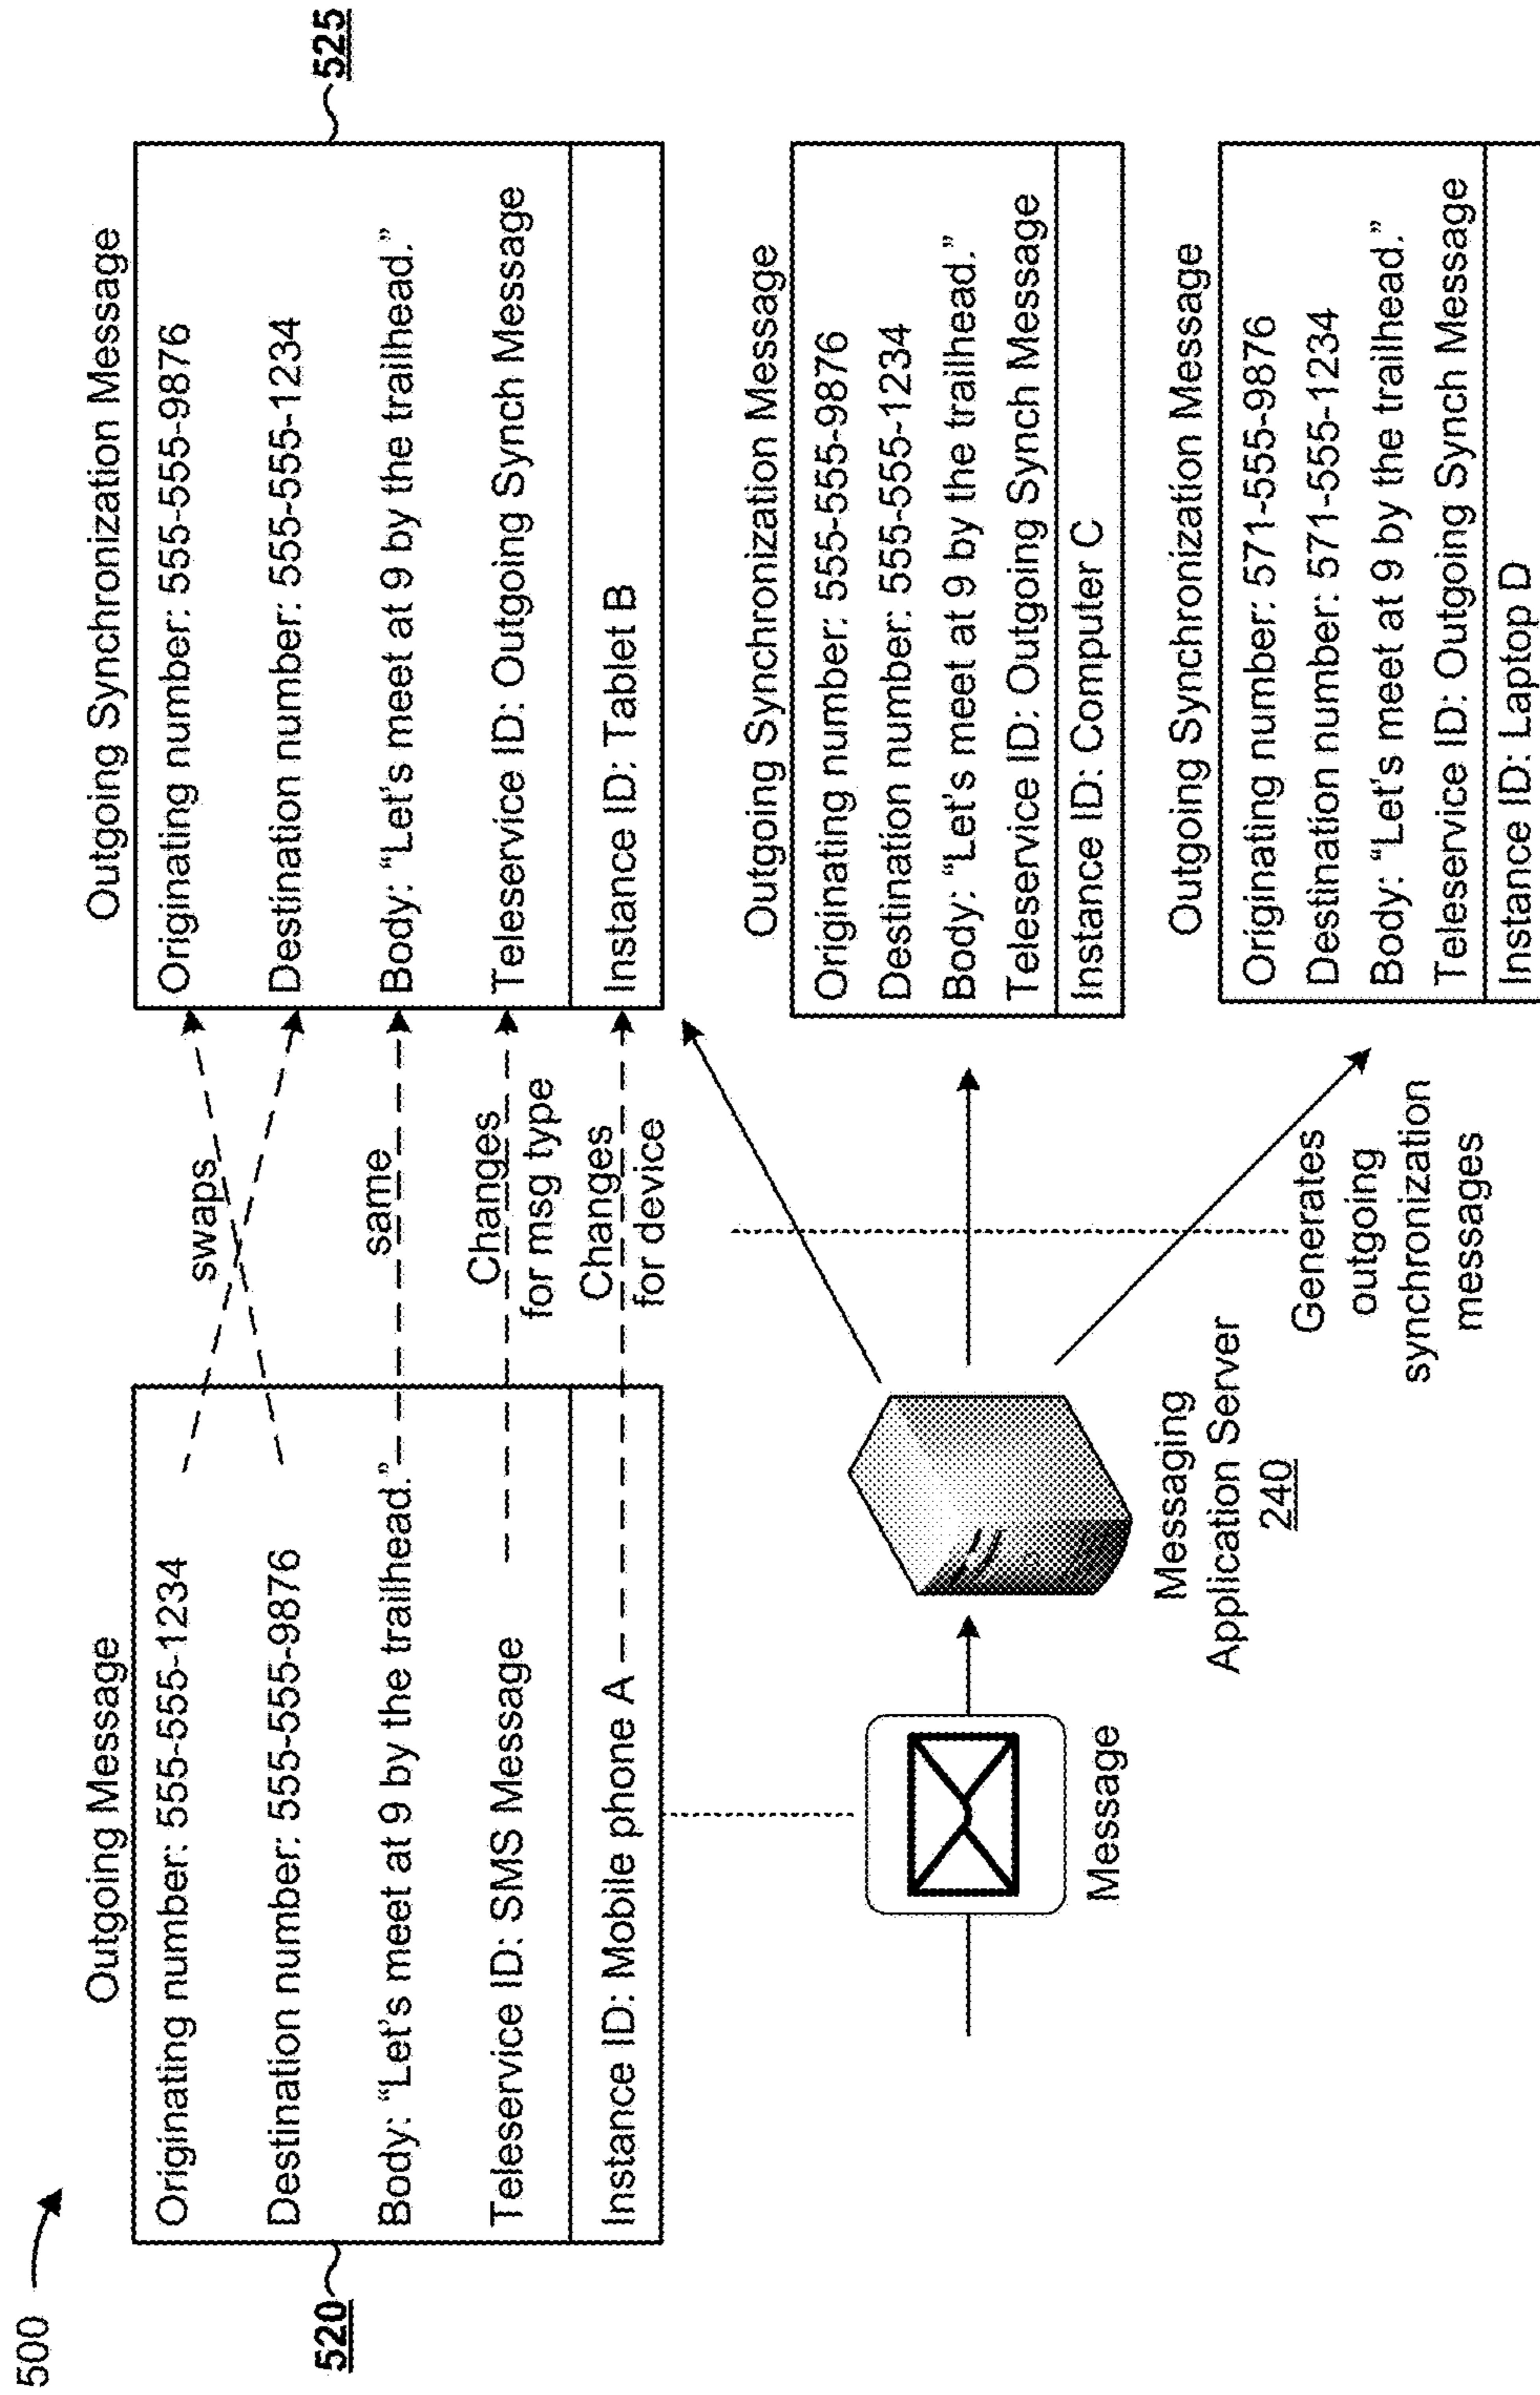 500
Outgoing Message
520
Originating number: 555-555-1234
Destination number: 555-555-9876
Body: “Let's meet at 9 by the trailhead.”
Teleservice ID: SMS Message
Instance ID: Mobile phone A
swaps
same
Changes
for msg type
Changes
for device
Outgoing Synchronization Message
525
Originating number: 555-555-9876
Destination number: 555-555-1234
Body: “Let's meet at 9 by the trailhead.”
Teleservice ID: Outgoing Synch Message
Instance ID: Tablet B
Message
Messaging
Application Server
240
Generates
outgoing
synchronization
messages
Outgoing Synchronization Message
Originating number: 555-555-9876
Destination number: 555-555-1234
Body: “Let's meet at 9 by the trailhead.”
Teleservice ID: Outgoing Synch Message
Instance ID: Computer C
Outgoing Synchronization Message
Originating number: 571-555-9876
Destination number: 571-555-1234
Body: “Let's meet at 9 by the trailhead.”
Teleservice ID: Outgoing Synch Message
Instance ID: Laptop D